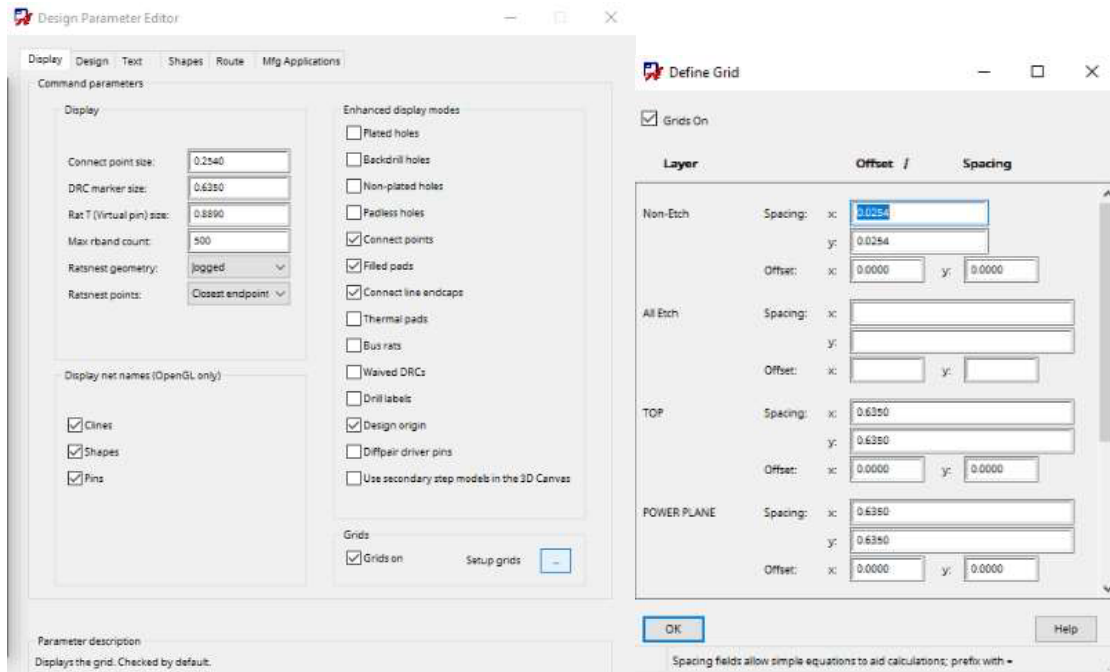 Design Parameter Editor
Display Design Text Shapes Route Mfg Applications
Command parameters
Display
Connect point size: 0.2540
DRC marker size: 0.6350
Rat T (Virtual pin) size: 0.8890
Max rband count: 500
Ratsnest geometry: Jogged
Ratsnest points: Closest endpoint
Display net names (OpenGL only)
Clines
Shapes
Pins
Enhanced display modes
Plated holes
Backdrill holes
Non-plated holes
Padless holes
Connect points
Filled pads
Connect line endcaps
Thermal pads
Bus rats
Waived DRCs
Drill labels
Design origin
Diffpair driver pins
Use secondary step models in the 3D Canvas
Grids
Grids on Setup grids ...
Parameter description
Displays the grid. Checked by default.
Define Grid
Grids On
Layer Offset / Spacing
Non-Etch Spacing: x: 0.0254
y: 0.0254
Offset: x: 0.0000 y: 0.0000
All Etch Spacing: x:
y:
Offset: x: y:
TOP Spacing: x: 0.6350
y: 0.6350
Offset: x: 0.0000 y: 0.0000
POWER PLANE Spacing: x: 0.6350
y: 0.6350
Offset: x: 0.0000 y: 0.0000
OK Help
Spacing fields allow simple equations to aid calculations; prefix with =